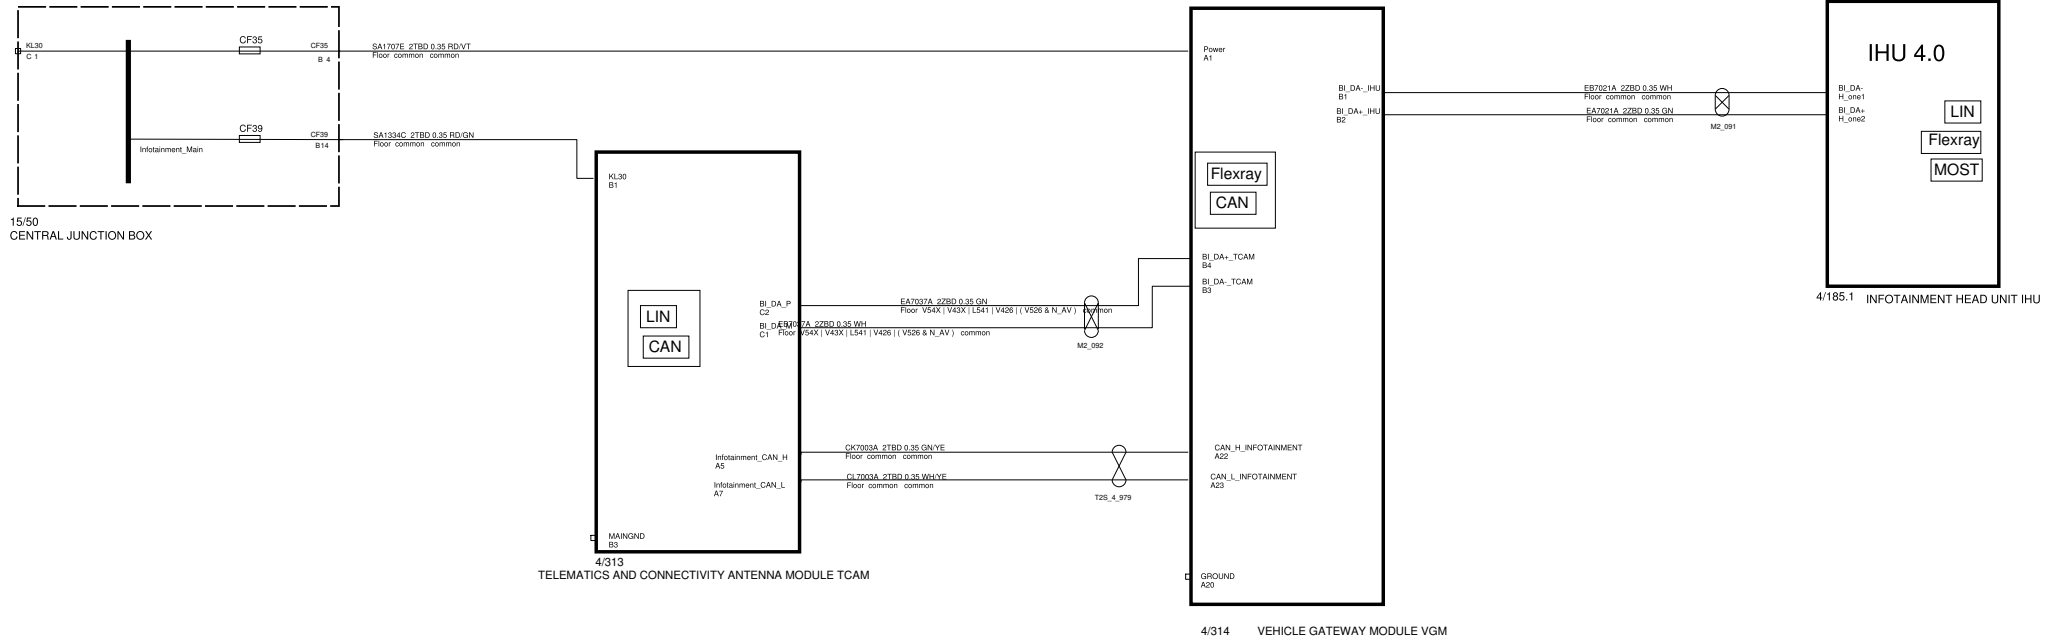 KL30
C 1
CF35
CF35
B 4
SA1707E 2TBD 0.35 RD/VT
Floor common common
CF39
CF39
B14
Infotainment_Main
SA1334C 2TBD 0.35 RD/GN
Floor common common
15/50
CENTRAL JUNCTION BOX
KL30
B1
LIN
CAN
BI_DA_P
C2
C1
EA7037A 2ZBD 0.35 GN
Floor V54X | V43X | L541 | V426 | ( V526 & N_AV ) common
2ZBD 0.35 WH
Floor V54X | V43X | L541 | V426 | ( V526 & N_AV ) common
M2_092
Infotainment_CAN_H
A5
Infotainment_CAN_L
A7
CK7003A 2TBD 0.35 GN/YE
Floor common common
CL7003A 2TBD 0.35 WH/YE
Floor common common
T2S_4_979
MAINGND
B3
4/313
TELEMATICS AND CONNECTIVITY ANTENNA MODULE TCAM
Power
A1
BI_DA-_IHU
B1
BI_DA+_IHU
B2
Flexray
CAN
BI_DA+_TCAM
B4
BI_DA-_TCAM
B3
CAN_H_INFOTAINMENT
A22
CAN_L_INFOTAINMENT
A23
GROUND
A20
4/314 VEHICLE GATEWAY MODULE VGM
EB7021A 2ZBD 0.35 WH
Floor common common
EA7021A 2ZBD 0.35 GN
Floor common common
M2_091
IHU 4.0
BI_DA-
H_one1
BI_DA+
H_one2
LIN
Flexray
MOST
4/185.1 INFOTAINMENT HEAD UNIT IHU